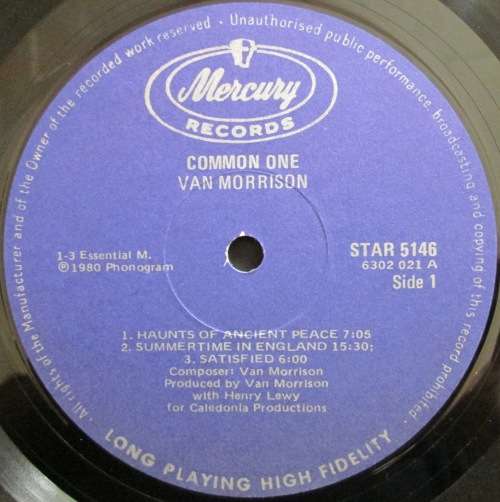 · All rights of the Manufacturer and of the Owner of the recorded work reserved · Unauthorised public performance, broadcasting and copying of this record prohibited ·
Mercury
RECORDS
COMMON ONE
VAN MORRISON
1-3 Essential M.
℗1980 Phonogram
STAR 5146
6302 021 A
Side 1
1. HAUNTS OF ANCIENT PEACE 7:05
2. SUMMERTIME IN ENGLAND 15:30;
3. SATISFIED 6:00
Composer: Van Morrison
Produced by Van Morrison
with Henry Lewy
for Caledonia Productions
LONG PLAYING HIGH FIDELITY